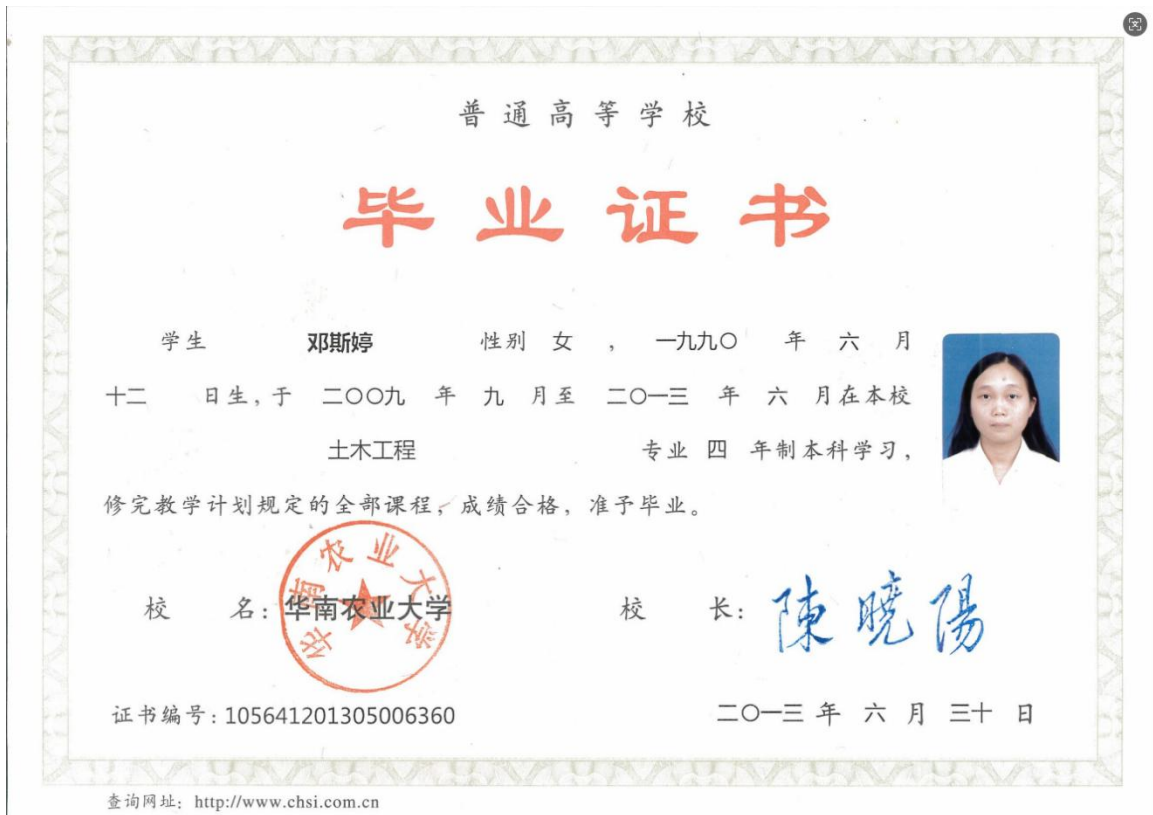 普通高等学校
毕业证书
学生 邓斯婷 性别 女 , 一九九〇 年 六 月
十二 日生, 于 二〇〇九 年 九 月至 二〇一三 年 六 月在本校
土木工程 专业 四 年制本科学习,
修完教学计划规定的全部课程, 成绩合格, 准予毕业。
华南农业大学
校 名: 华南农业大学 校 长: 陳曉陽
证书编号: 105641201305006360 二〇一三 年 六 月 三十 日
查询网址: http://www.chsi.com.cn